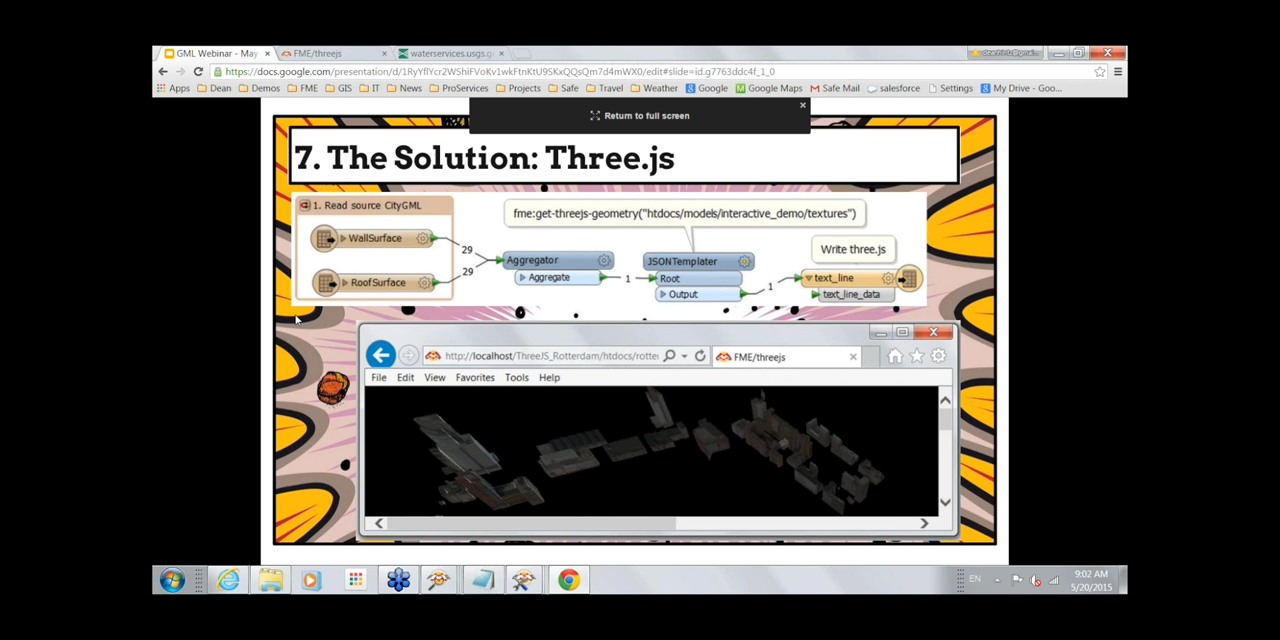 GML Webinar - May
FME/threejs
waterservices.usgs.g
https://docs.google.com/presentation/d/1RyYflYcr2WShiFVoKv1wkFtnKtU9SKxQQsQm7d4mWX0/edit#slide=id.g7763ddc4f_1_0
Apps Dean Demos FME GIS IT News ProServices Projects Safe Travel Weather Google Google Maps Safe Mail salesforce Settings My Drive - Goo...
Return to full screen
7. The Solution: Three.js
1. Read source CityGML
fme:get-threejs-geometry("htdocs/models/interactive_demo/textures")
WallSurface
29
Write three.js
Aggregator
JSONTemplater
29
Aggregate
1
Root
text_line
RoofSurface
Output
1
text_line_data
http://localhost/ThreeJS_Rotterdam/htdocs/rotte
FME/threejs
File Edit View Favorites Tools Help
EN
9:02 AM
5/20/2015